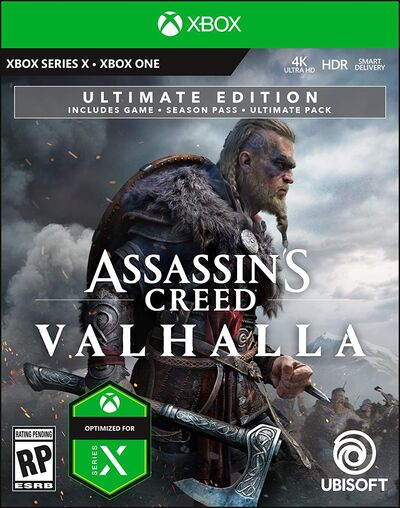 XBOX
XBOX SERIES X • XBOX ONE
4K
ULTRA HD
HDR
SMART
DELIVERY
ULTIMATE EDITION
INCLUDES GAME • SEASON PASS • ULTIMATE PACK
ASSASSIN'S
CREED
VALHALLA
OPTIMIZED FOR
SERIES
X
RATING PENDING
RP
ESRB
UBISOFT